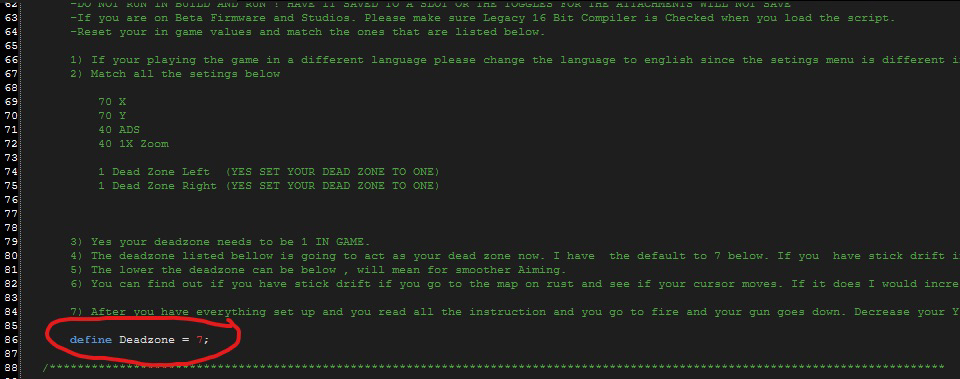 62 -DO NOT RUN IN BUILD AND RUN ! HAVE IT SAVED TO A SLOT OR THE TOGGLES FOR THE ATTACHMENTS WILL NOT SAVE
63 -If you are on Beta Firmware and Studios. Please make sure Legacy 16 Bit Compiler is Checked when you load the script.
64 -Reset your in game values and match the ones that are listed below.
65
66 1) If your playing the game in a different language please change the language to english since the setings menu is different
67 2) Match all the setings below
68
69 70 X
70 70 Y
71 40 ADS
72 40 1X Zoom
73
74 1 Dead Zone Left (YES SET YOUR DEAD ZONE TO ONE)
75 1 Dead Zone Right (YES SET YOUR DEAD ZONE TO ONE)
76
77
78
79 3) Yes your deadzone needs to be 1 IN GAME.
80 4) The deadzone listed bellow is going to act as your dead zone now. I have the default to 7 below. If you have stick drift
81 5) The lower the deadzone can be below , will mean for smoother Aiming.
82 6) You can find out if you have stick drift if you go to the map on rust and see if your cursor moves. If it does I would incre
83
84 7) After you have everything set up and you read all the instruction and you go to fire and your gun goes down. Decrease your Y
85
86 define Deadzone = 7;
87
88 /****************************************************************************************************************************